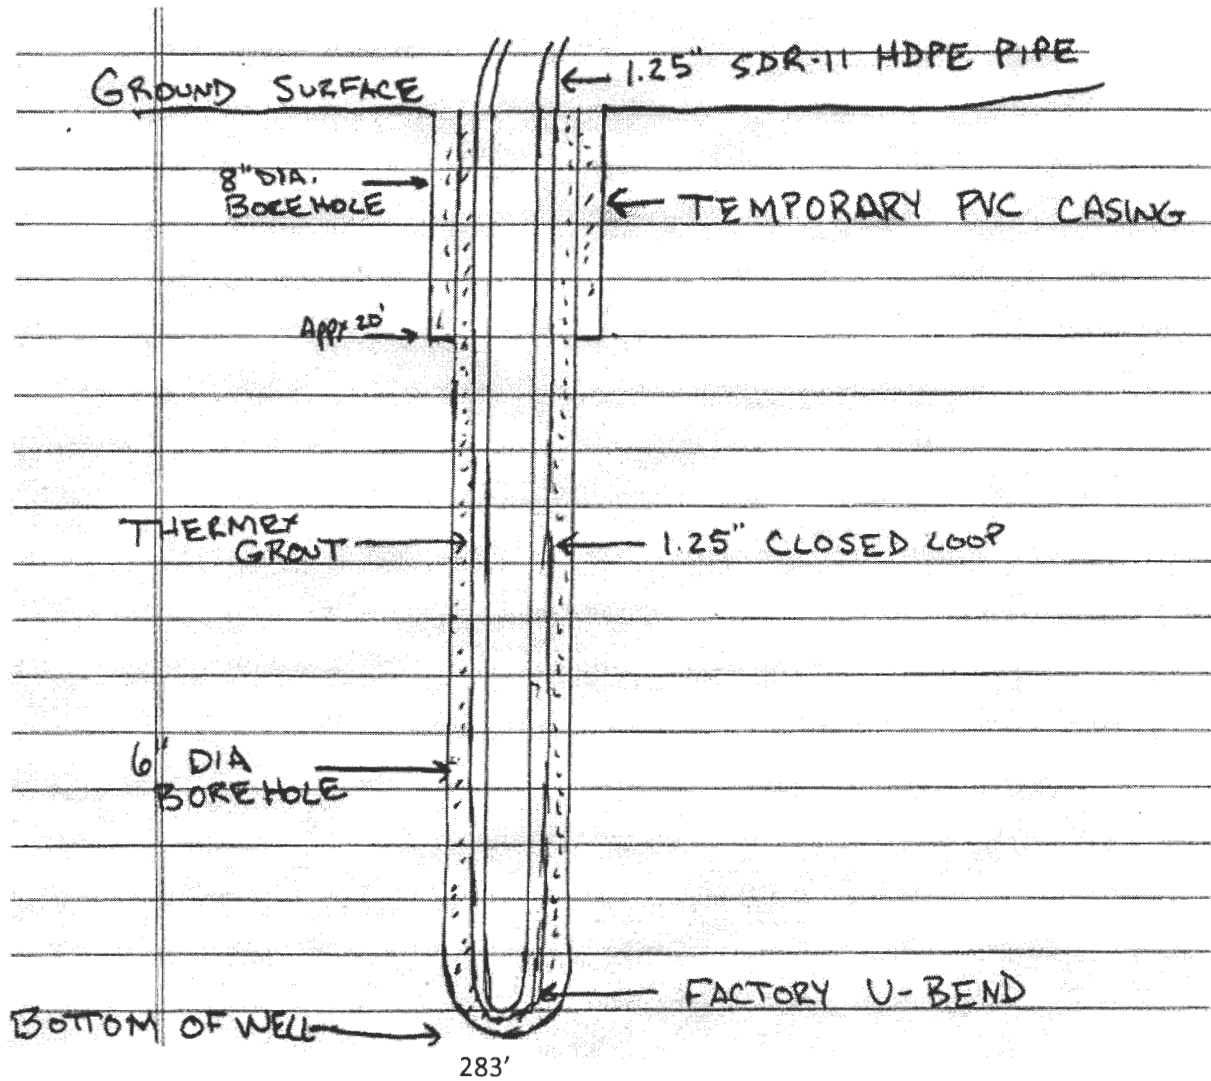 1.25" SDR-11 HDPE PIPE
GROUND SURFACE
8" DIA.
BOREHOLE
TEMPORARY PVC CASING
Appx 20'
THERMEX
GROUT
1.25" CLOSED LOOP
6" DIA
BOREHOLE
FACTORY U-BEND
BOTTOM OF WELL
283'